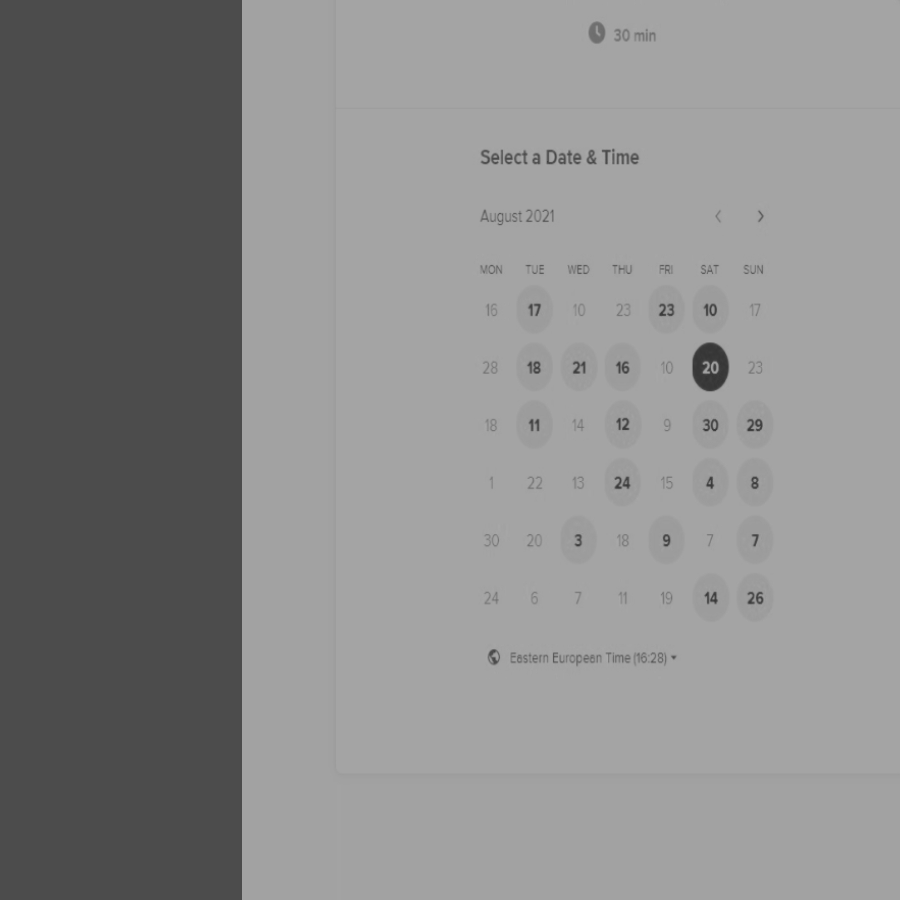 30 min
Select a Date & Time
August 2021
MON TUE WED THU FRI SAT SUN
16 17 10 23 23 10 17
28 18 21 16 10 20 23
18 11 14 12 9 30 29
1 22 13 24 15 4 8
30 20 3 18 9 7 7
24 6 7 11 19 14 26
Eastern European Time (16:28)